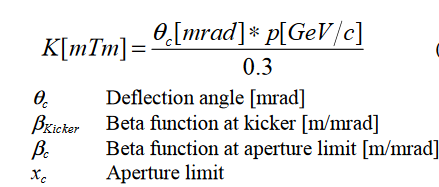 K[mTm] = θc[mrad] * p[GeV/c] / 0.3
θc Deflection angle [mrad]
βKicker Beta function at kicker [m/mrad]
βc Beta function at aperture limit [m/mrad]
xc Aperture limit